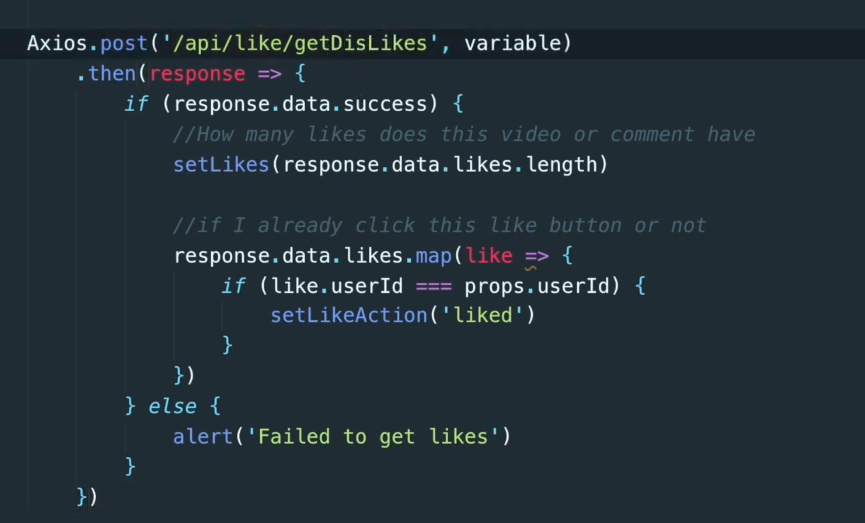 Axios.post('/api/like/getDisLikes', variable)
.then(response => {
if (response.data.success) {
//How many likes does this video or comment have
setLikes(response.data.likes.length)
//if I already click this like button or not
response.data.likes.map(like => {
if (like.userId === props.userId) {
setLikeAction('liked')
}
})
} else {
alert('Failed to get likes')
}
})